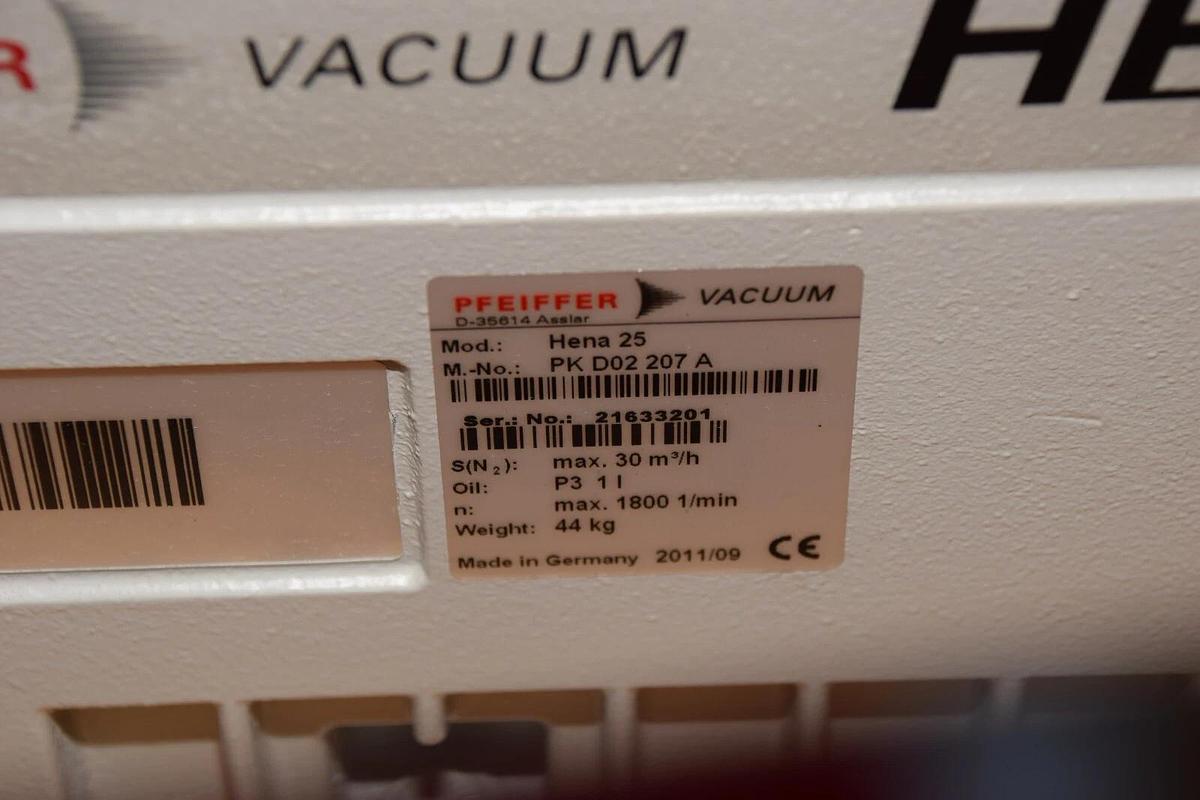 R VACUUM HE
PFEIFFER VACUUM
D-35614 Asslar
Mod.: Hena 25
M.-No.: PK D02 207 A
Ser.: No.: 21633201
S(N₂): max. 30 m³/h
Oil: P3 1 l
n: max. 1800 1/min
Weight: 44 kg
Made in Germany 2011/09 CE